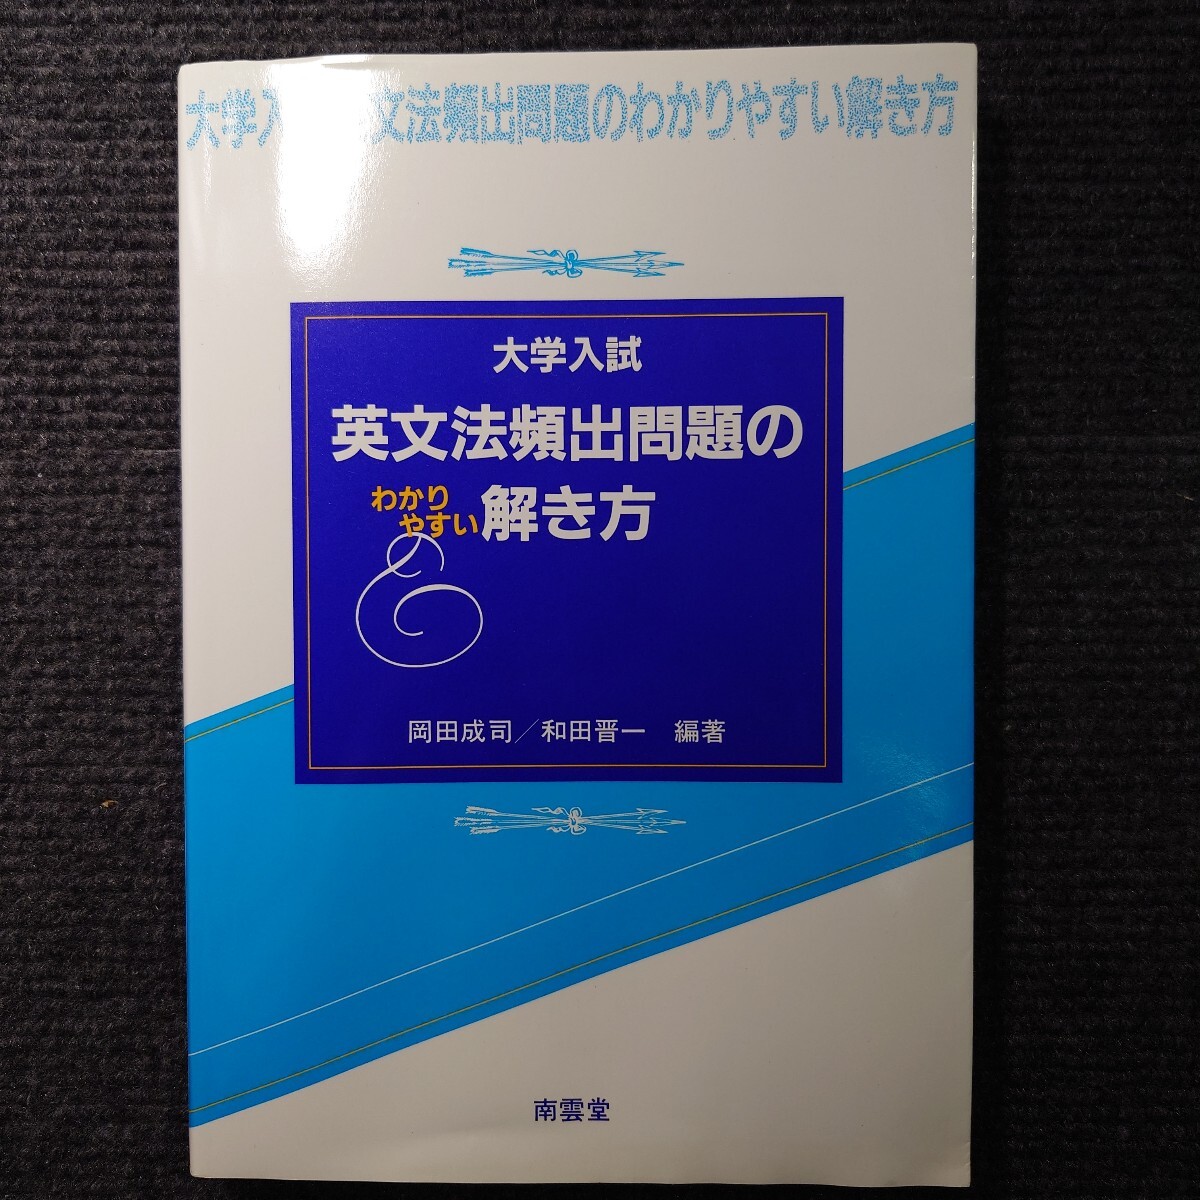 大学入 文法頻出問題のわかりやすい解き方
大学入試
英文法頻出問題の
わかり
やすい解き方
岡田成司／和田晋一 編著
南雲堂